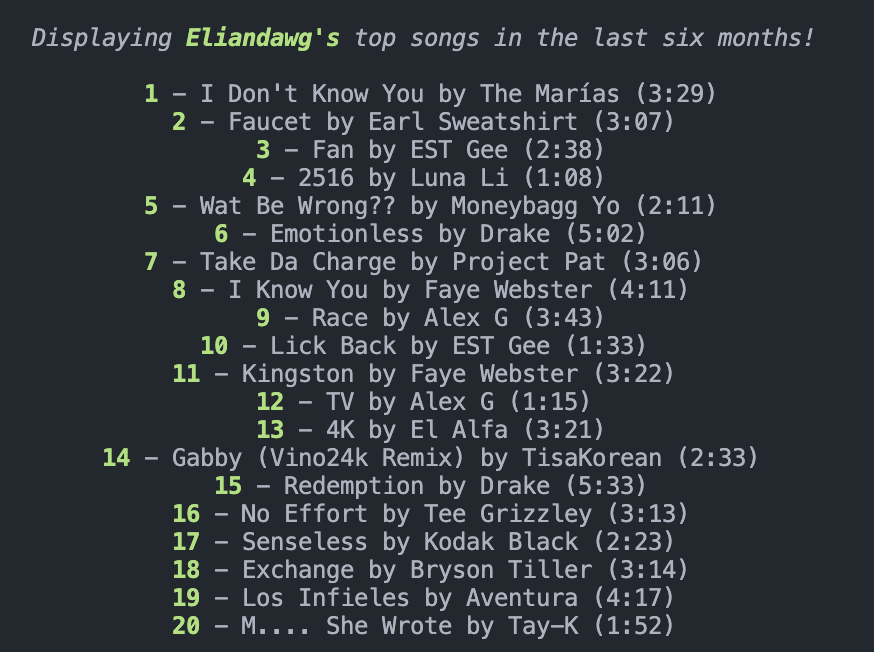 Displaying Eliandawg's top songs in the last six months!
1 – I Don't Know You by The Marías (3:29)
2 – Faucet by Earl Sweatshirt (3:07)
3 – Fan by EST Gee (2:38)
4 – 2516 by Luna Li (1:08)
5 – Wat Be Wrong?? by Moneybagg Yo (2:11)
6 – Emotionless by Drake (5:02)
7 – Take Da Charge by Project Pat (3:06)
8 – I Know You by Faye Webster (4:11)
9 – Race by Alex G (3:43)
10 – Lick Back by EST Gee (1:33)
11 – Kingston by Faye Webster (3:22)
12 – TV by Alex G (1:15)
13 – 4K by El Alfa (3:21)
14 – Gabby (Vino24k Remix) by TisaKorean (2:33)
15 – Redemption by Drake (5:33)
16 – No Effort by Tee Grizzley (3:13)
17 – Senseless by Kodak Black (2:23)
18 – Exchange by Bryson Tiller (3:14)
19 – Los Infieles by Aventura (4:17)
20 – M.... She Wrote by Tay–K (1:52)